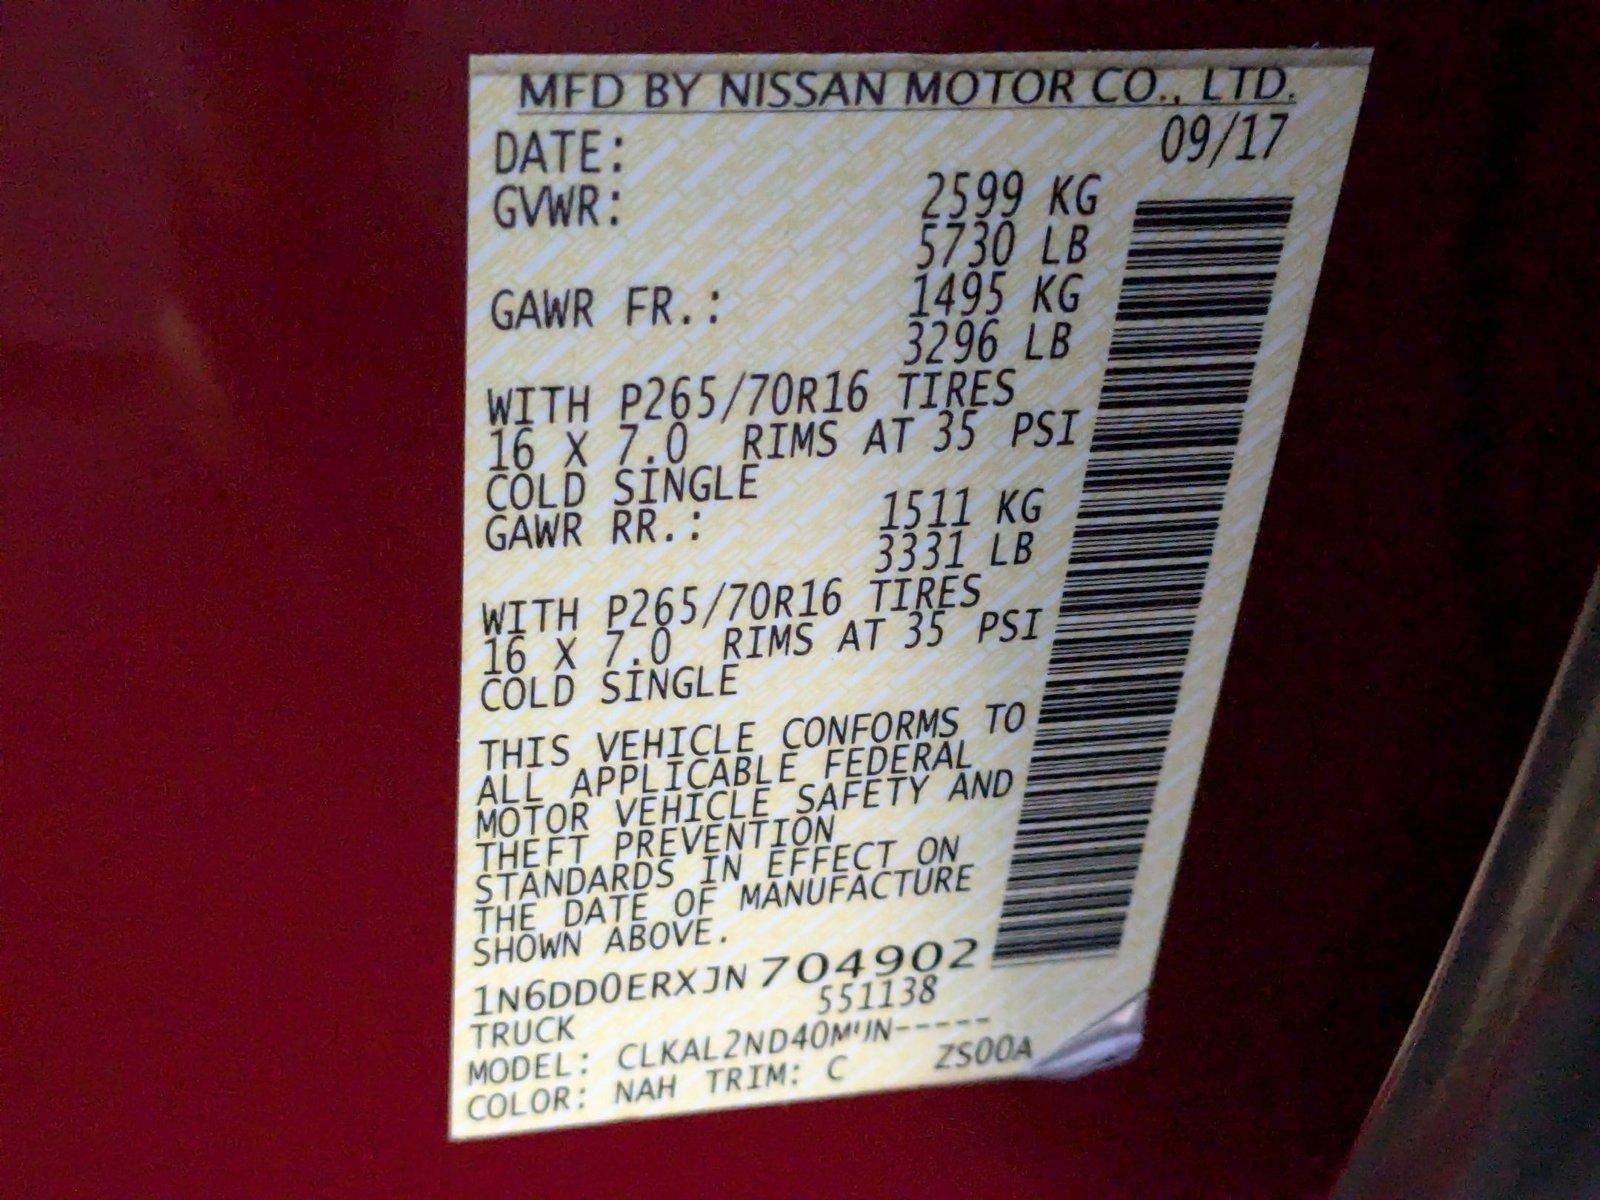 MFD BY NISSAN MOTOR CO., LTD.
DATE: 09/17
GVWR: 2599 KG
5730 LB
GAWR FR.: 1495 KG
3296 LB
WITH P265/70R16 TIRES
16 X 7.0 RIMS AT 35 PSI
COLD SINGLE
GAWR RR.: 1511 KG
3331 LB
WITH P265/70R16 TIRES
16 X 7.0 RIMS AT 35 PSI
COLD SINGLE
THIS VEHICLE CONFORMS TO
ALL APPLICABLE FEDERAL
MOTOR VEHICLE SAFETY AND
THEFT PREVENTION
STANDARDS IN EFFECT ON
THE DATE OF MANUFACTURE
SHOWN ABOVE.
1N6DD0ERXJN704902
TRUCK 551138
MODEL:
COLOR: NAH TRIM: C ZS00A